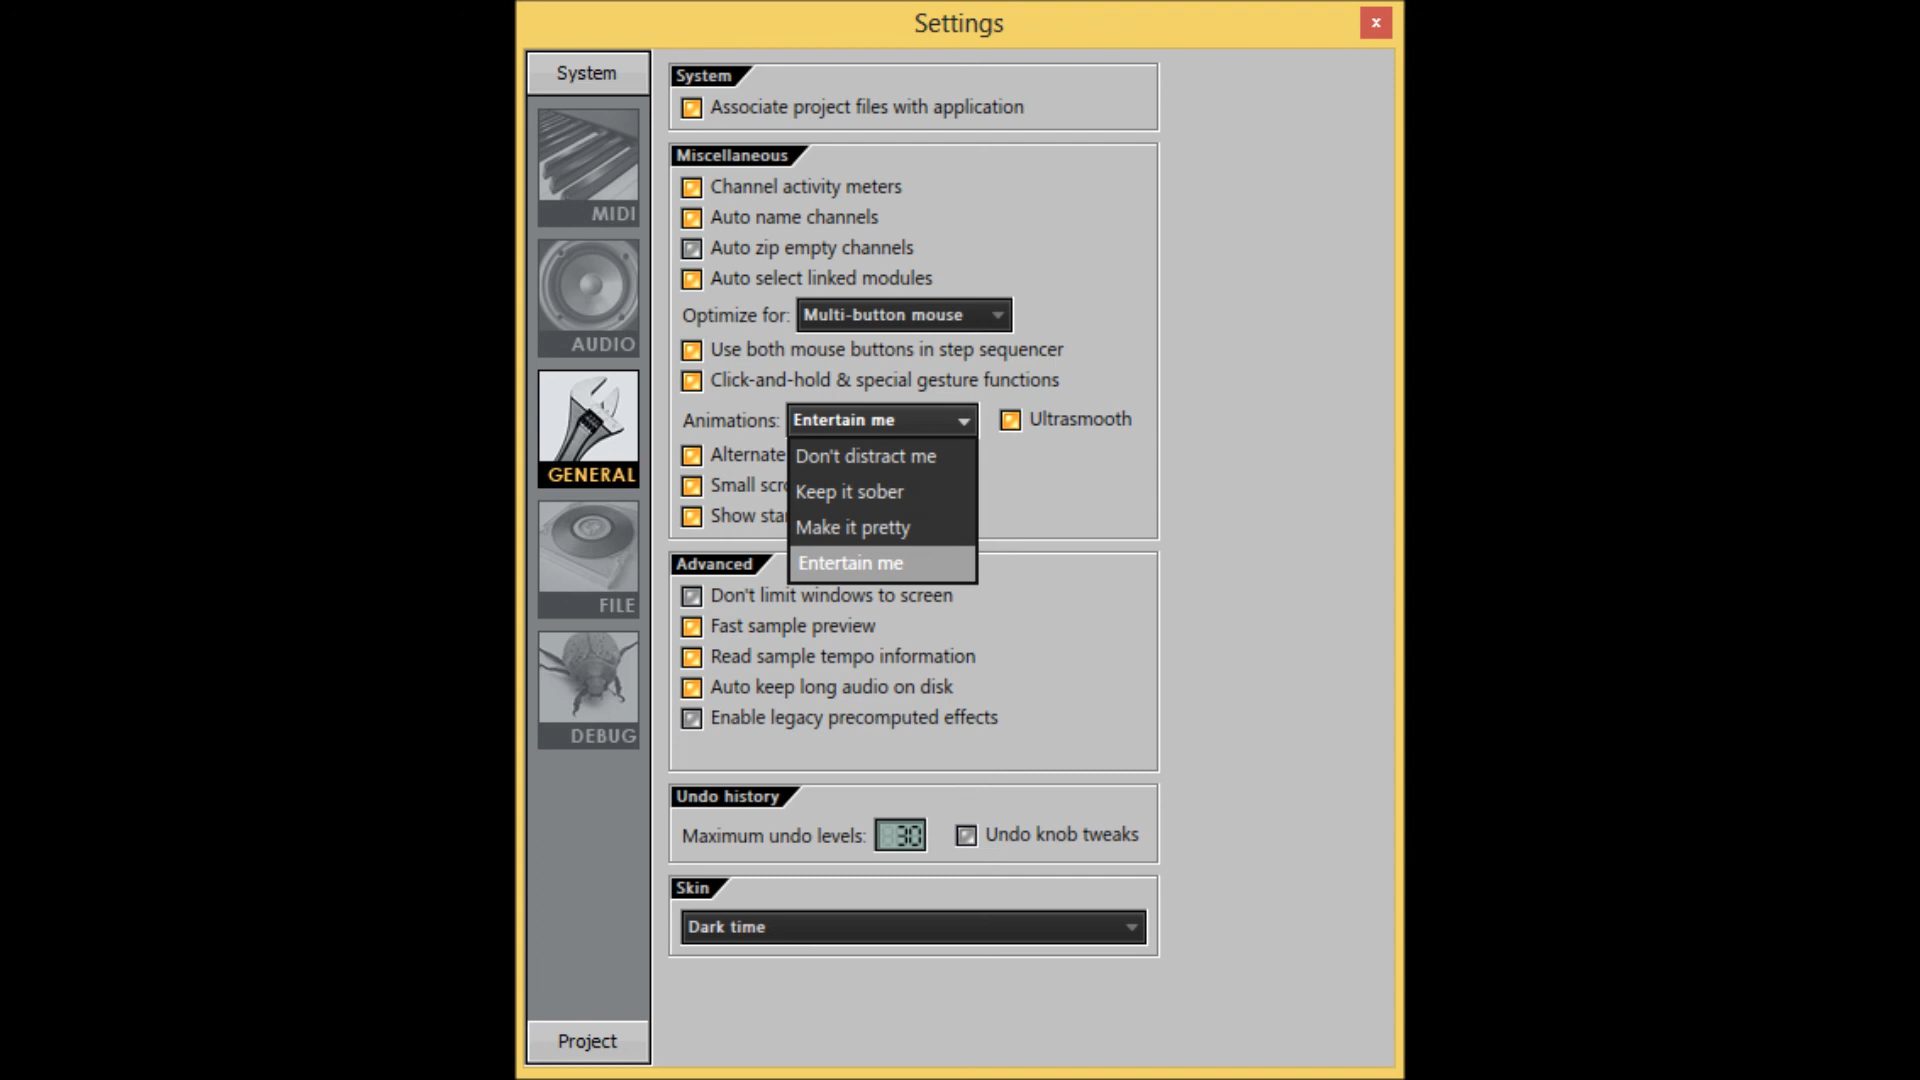 Settings
x
System
MIDI
AUDIO
GENERAL
FILE
DEBUG
Project
System
Associate project files with application
Miscellaneous
Channel activity meters
Auto name channels
Auto zip empty channels
Auto select linked modules
Optimize for: Multi-button mouse
Use both mouse buttons in step sequencer
Click-and-hold & special gesture functions
Animations: Entertain me Ultrasmooth
Don't distract me
Keep it sober
Make it pretty
Entertain me
Alternate
Small
Show
Advanced
Don't limit windows to screen
Fast sample preview
Read sample tempo information
Auto keep long audio on disk
Enable legacy precomputed effects
Undo history
Maximum undo levels: 30 Undo knob tweaks
Skin
Dark time